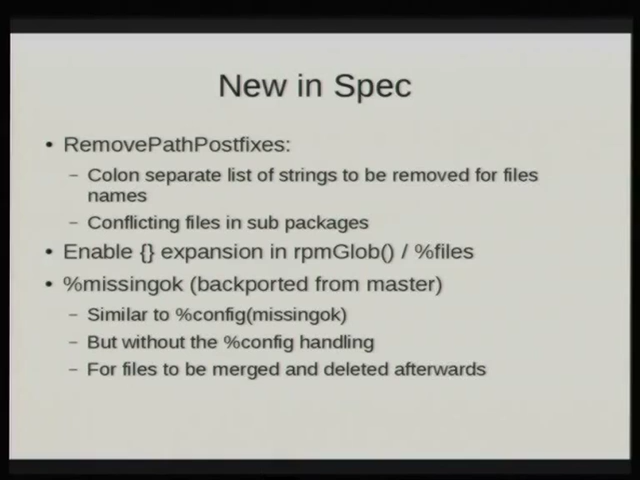 New in Spec
• RemovePathPostfixes:
– Colon separate list of strings to be removed for files
names
– Conflicting files in sub packages
• Enable {} expansion in rpmGlob() / %files
• %missingok (backported from master)
– Similar to %config(missingok)
– But without the %config handling
– For files to be merged and deleted afterwards